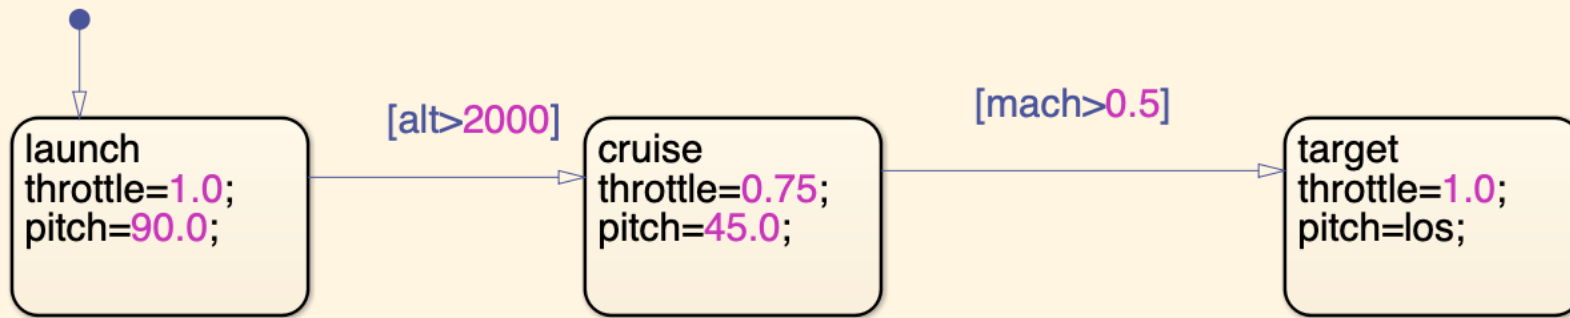 [alt>2000]
[mach>0.5]
launch
throttle=1.0;
pitch=90.0;
cruise
throttle=0.75;
pitch=45.0;
target
throttle=1.0;
pitch=los;